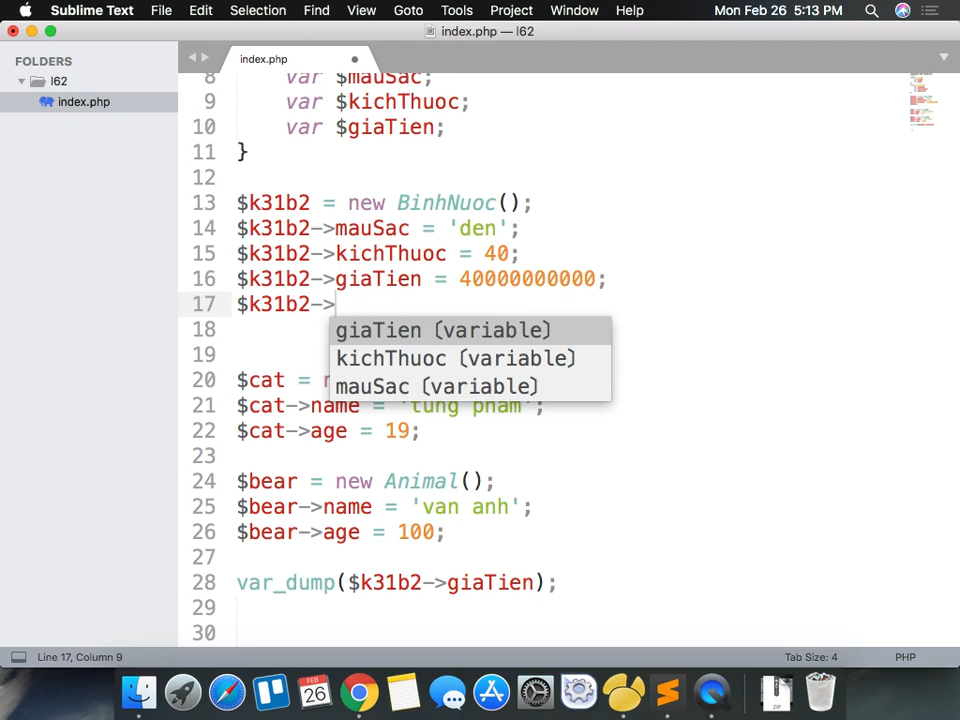 Sublime Text File Edit Selection Find View Goto Tools Project Window Help Mon Feb 26 5:13 PM
index.php — l62
FOLDERS
l62
index.php
index.php
8 var $mauSac;
9 var $kichThuoc;
10 var $giaTien;
11 }
12
13 $k31b2 = new BinhNuoc();
14 $k31b2->mauSac = 'den';
15 $k31b2->kichThuoc = 40;
16 $k31b2->giaTien = 40000000000;
17 $k31b2->
giaTien (variable)
kichThuoc (variable)
mauSac (variable)
18
19
20 $cat =
21 $cat->name = 'tung pham';
22 $cat->age = 19;
23
24 $bear = new Animal();
25 $bear->name = 'van anh';
26 $bear->age = 100;
27
28 var_dump($k31b2->giaTien);
29
30
Line 17, Column 9 Tab Size: 4 PHP
FEB
26
ZIP